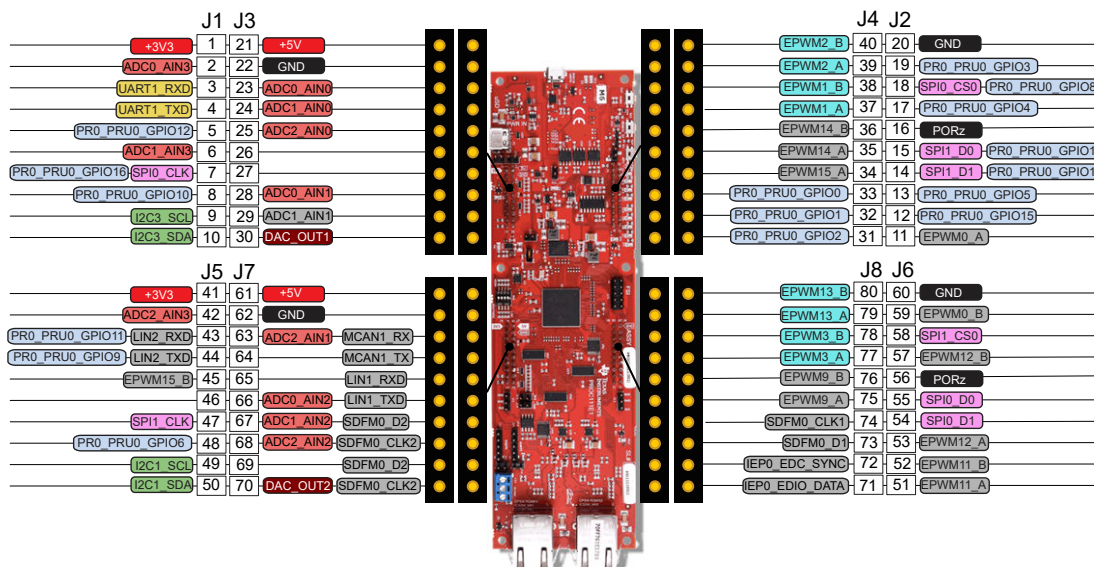 J1 J3
+3V3 1 21 +5V
ADC0_AIN3 2 22 GND
UART1_RXD 3 23 ADC0_AIN0
UART1_TXD 4 24 ADC1_AIN0
PR0_PRU0_GPIO12 5 25 ADC2_AIN0
ADC1_AIN3 6 26
PR0_PRU0_GPIO16 SPI0_CLK 7 27
PR0_PRU0_GPIO10 8 28 ADC0_AIN1
I2C3_SCL 9 29 ADC1_AIN1
I2C3_SDA 10 30 DAC_OUT1
J4 J2
EPWM2_B 40 20 GND
EPWM2_A 39 19 PR0_PRU0_GPIO3
EPWM1_B 38 18 SPI0_CS0 PR0_PRU0_GPIO8
EPWM1_A 37 17 PR0_PRU0_GPIO4
EPWM14_B 36 16 PORz
EPWM14_A 35 15 SPI1_D0 PR0_PRU0_GPIO1
EPWM15_A 34 14 SPI1_D1 PR0_PRU0_GPIO1
PR0_PRU0_GPIO0 33 13 PR0_PRU0_GPIO5
PR0_PRU0_GPIO1 32 12 PR0_PRU0_GPIO15
PR0_PRU0_GPIO2 31 11 EPWM0_A
J5 J7
+3V3 41 61 +5V
ADC2_AIN3 42 62 GND
PR0_PRU0_GPIO11 LIN2_RXD 43 63 ADC2_AIN1 MCAN1_RX
PR0_PRU0_GPIO9 LIN2_TXD 44 64 MCAN1_TX
EPWM15_B 45 65 LIN1_RXD
46 66 ADC0_AIN2 LIN1_TXD
SPI1_CLK 47 67 ADC1_AIN2 SDFM0_D2
PR0_PRU0_GPIO6 48 68 ADC2_AIN2 SDFM0_CLK2
I2C1_SCL 49 69 SDFM0_D2
I2C1_SDA 50 70 DAC_OUT2 SDFM0_CLK2
J8 J6
EPWM13_B 80 60 GND
EPWM13_A 79 59 EPWM0_B
EPWM3_B 78 58 SPI1_CS0
EPWM3_A 77 57 EPWM12_B
EPWM9_B 76 56 PORz
EPWM9_A 75 55 SPI0_D0
SDFM0_CLK1 74 54 SPI0_D1
SDFM0_D1 73 53 EPWM12_A
IEP0_EDC_SYNC 72 52 EPWM11_B
IEP0_EDIO_DATA 71 51 EPWM11_A
PWR IN
CE
TEXAS
INSTRUMENTS
PROC111E1